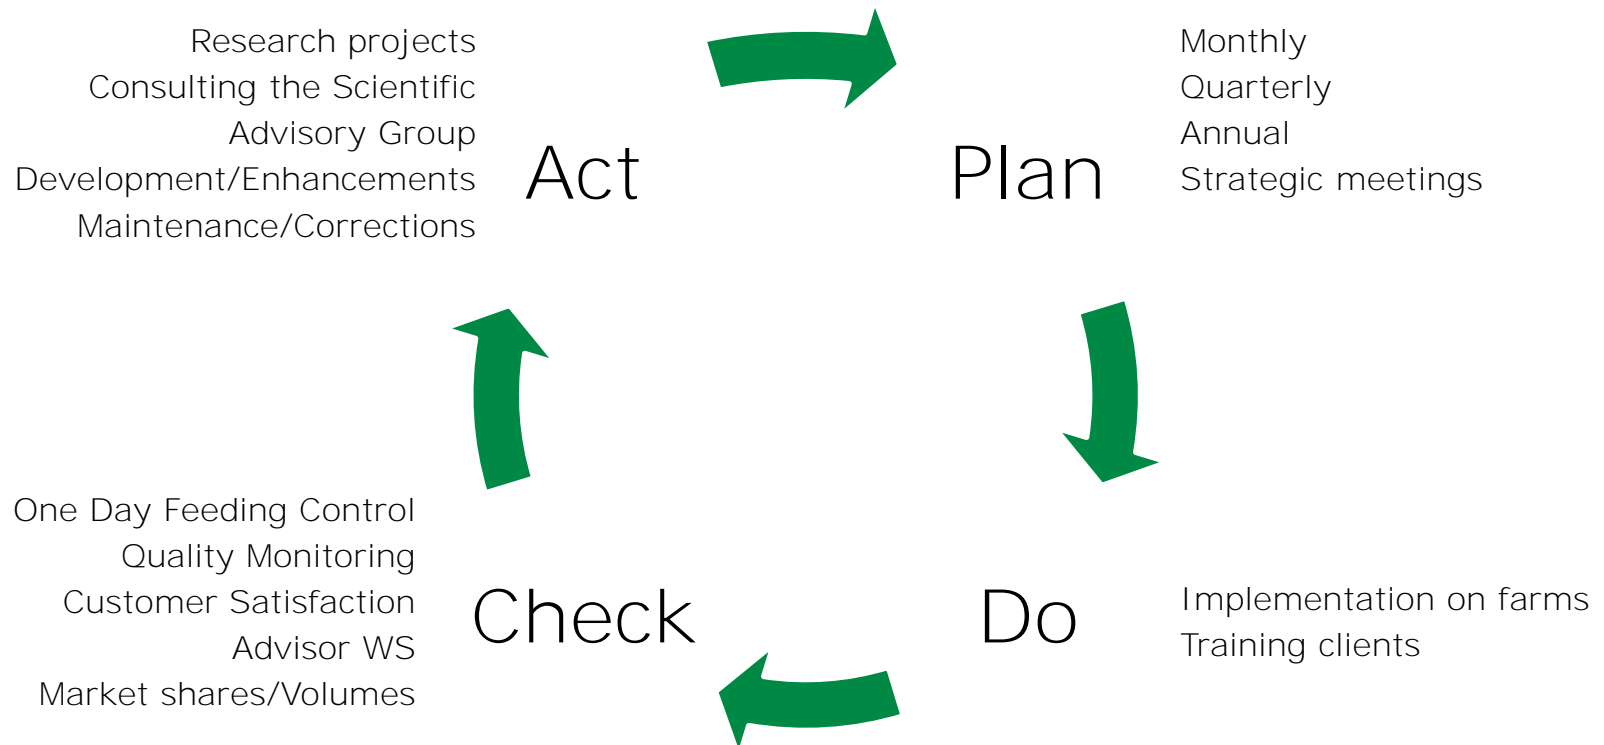 Research projects
Consulting the Scientific
Advisory Group
Development/Enhancements
Maintenance/Corrections
Act
Plan
Monthly
Quarterly
Annual
Strategic meetings
One Day Feeding Control
Quality Monitoring
Customer Satisfaction
Advisor WS
Market shares/Volumes
Check
Do
Implementation on farms
Training clients